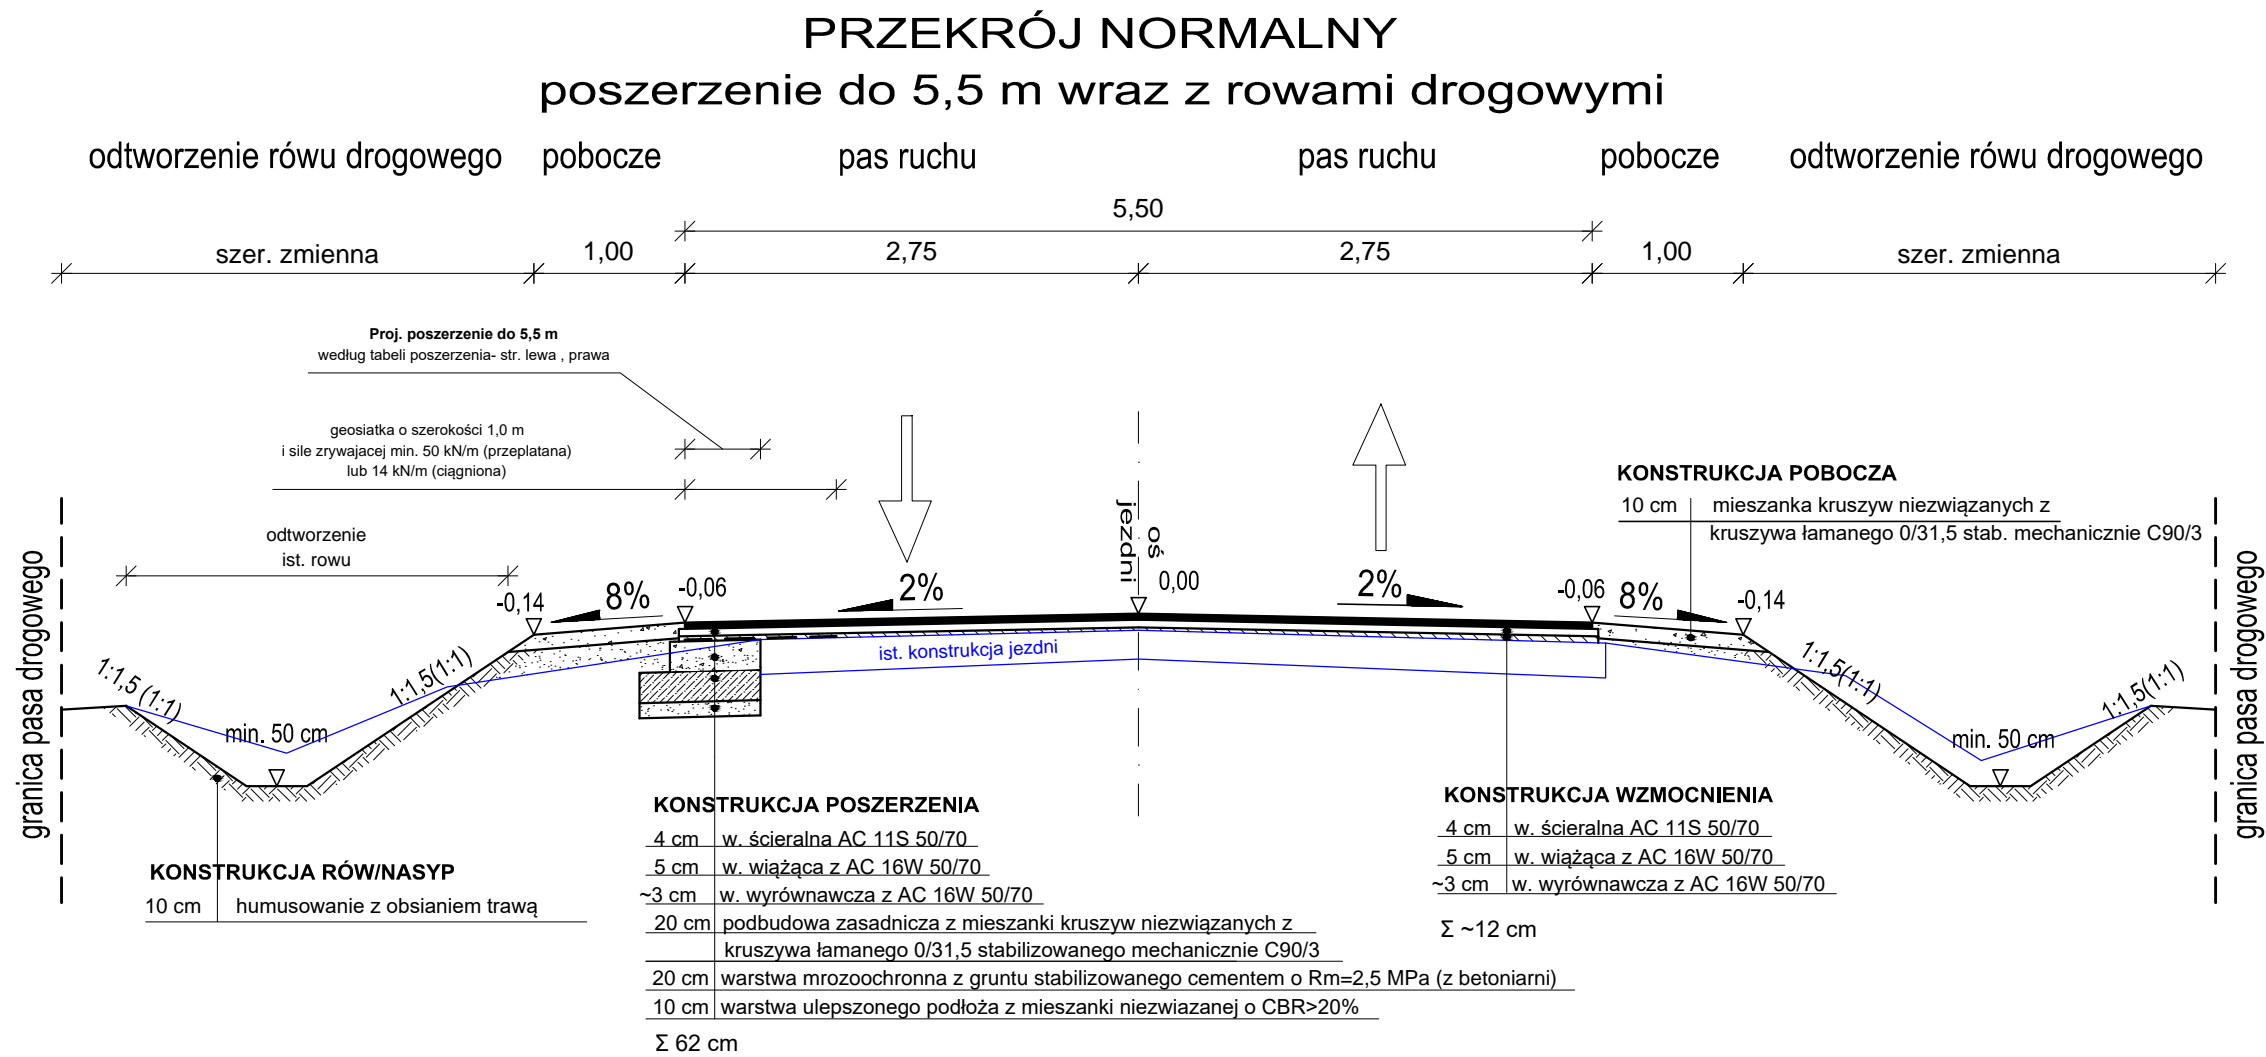 PRZEKRÓJ NORMALNY
poszerzenie do 5,5 m wraz z rowami drogowymi
odtworzenie rówu drogowego
pobocze
pas ruchu
pas ruchu
pobocze
odtworzenie rówu drogowego
5,50
szer. zmienna
1,00
2,75
2,75
1,00
szer. zmienna
Proj. poszerzenie do 5,5 m
według tabeli poszerzenia- str. lewa , prawa
geosiatka o szerokości 1,0 m
i sile zrywajacej min. 50 kN/m (przeplatana)
lub 14 kN/m (ciągniona)
odtworzenie
ist. rowu
KONSTRUKCJA POBOCZA
10 cm mieszanka kruszyw niezwiązanych z
kruszywa łamanego 0/31,5 stab. mechanicznie C90/3
oś
jezdni
-0,14
8%
-0,06
2%
0,00
2%
-0,06
8%
-0,14
granica pasa drogowego
1:1,5 (1:1)
min. 50 cm
1:1,5(1:1)
ist. konstrukcja jezdni
1:1,5(1:1)
min. 50 cm
1:1,5(1:1)
granica pasa drogowego
KONSTRUKCJA RÓW/NASYP
10 cm humusowanie z obsianiem trawą
KONSTRUKCJA POSZERZENIA
4 cm w. ścieralna AC 11S 50/70
5 cm w. wiążąca z AC 16W 50/70
~3 cm w. wyrównawcza z AC 16W 50/70
20 cm podbudowa zasadnicza z mieszanki kruszyw niezwiązanych z
kruszywa łamanego 0/31,5 stabilizowanego mechanicznie C90/3
20 cm warstwa mrozoochronna z gruntu stabilizowanego cementem o Rm=2,5 MPa (z betoniarni)
10 cm warstwa ulepszonego podłoża z mieszanki niezwiazanej o CBR>20%
Σ 62 cm
KONSTRUKCJA WZMOCNIENIA
4 cm w. ścieralna AC 11S 50/70
5 cm w. wiążąca z AC 16W 50/70
~3 cm w. wyrównawcza z AC 16W 50/70
Σ ~12 cm